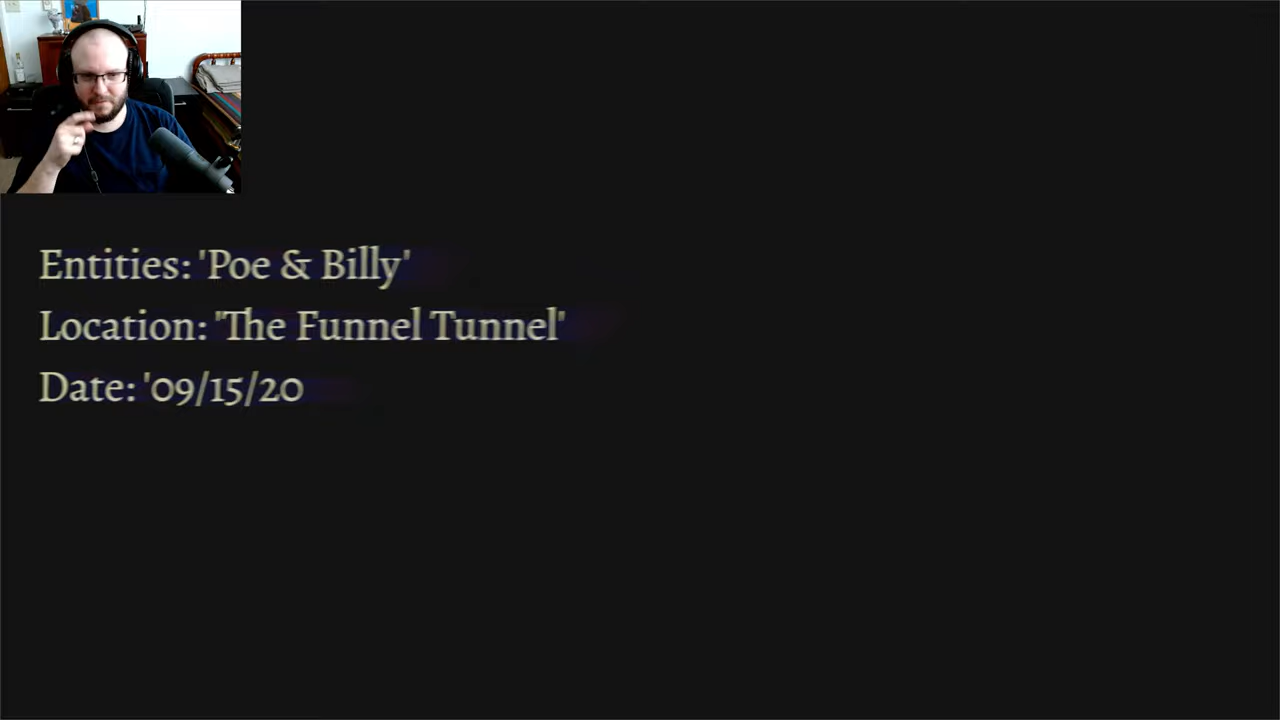 Entities: 'Poe & Billy'
Location: 'The Funnel Tunnel'
Date: '09/15/20